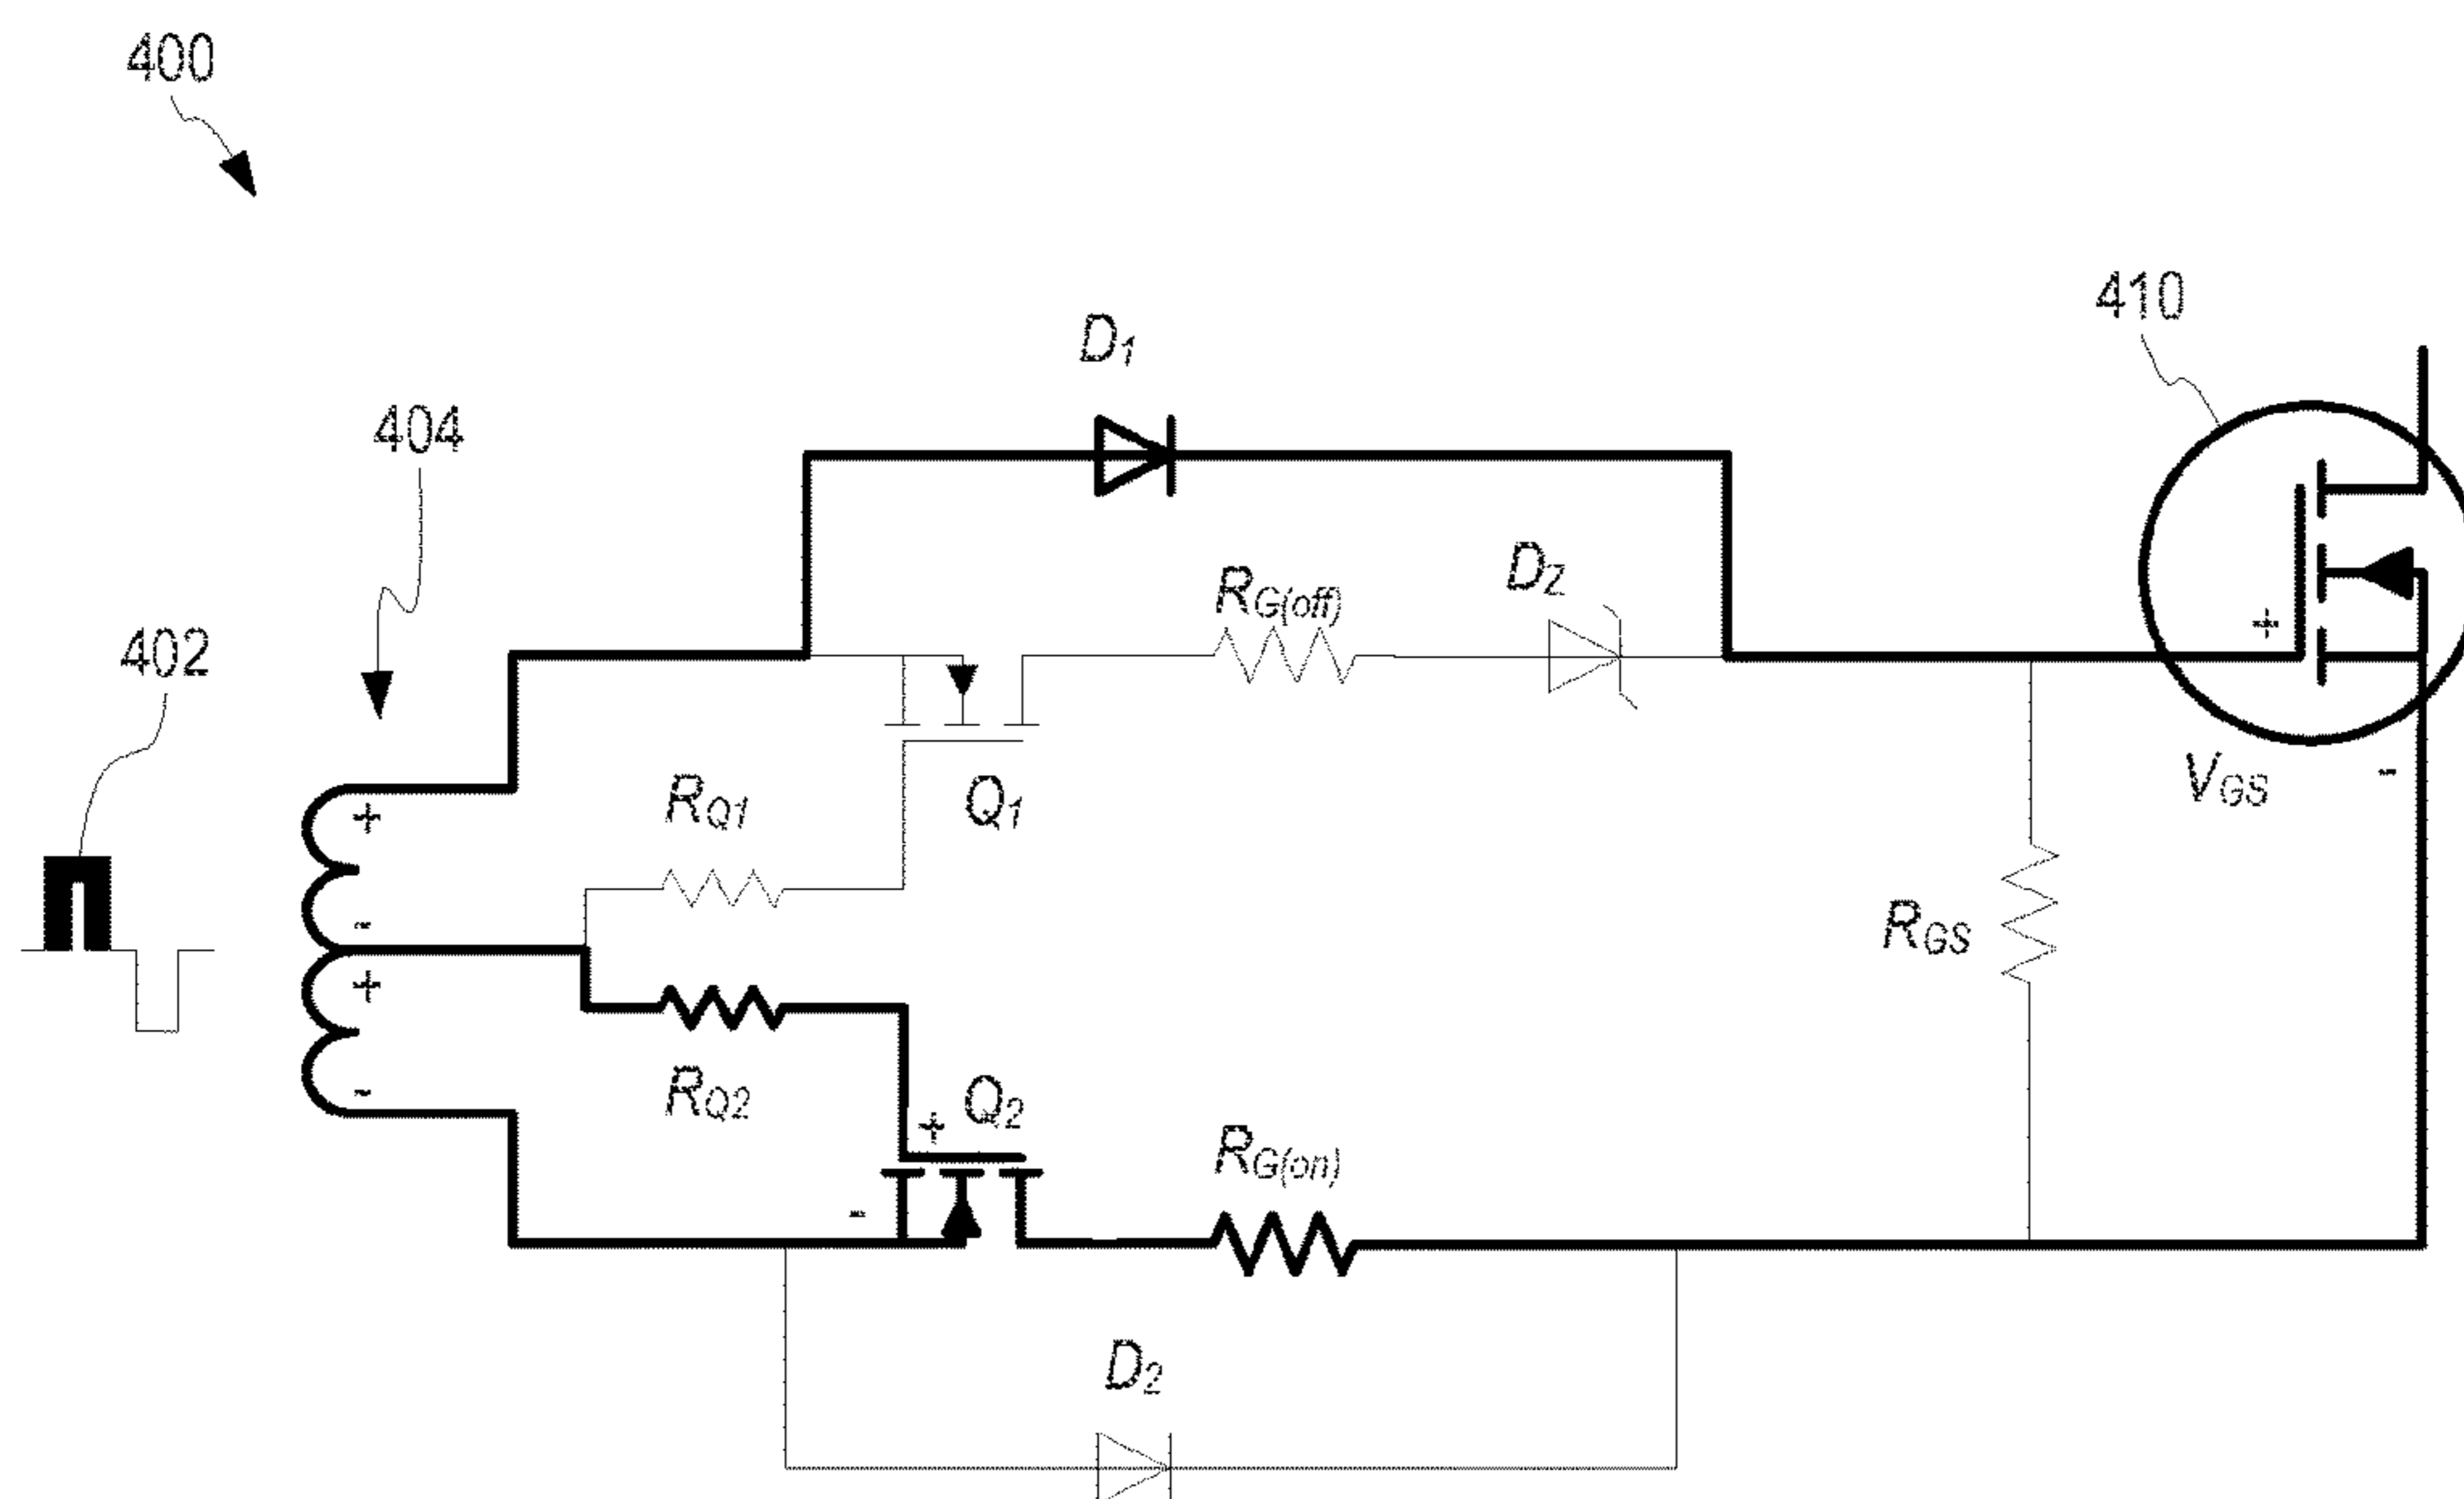 400
410
D1
404
DZ
RG(off)
402
+
VGS
-
RQ1
Q1
+
-
RGS
+
-
RQ2
Q2
+
RG(on)
-
D2